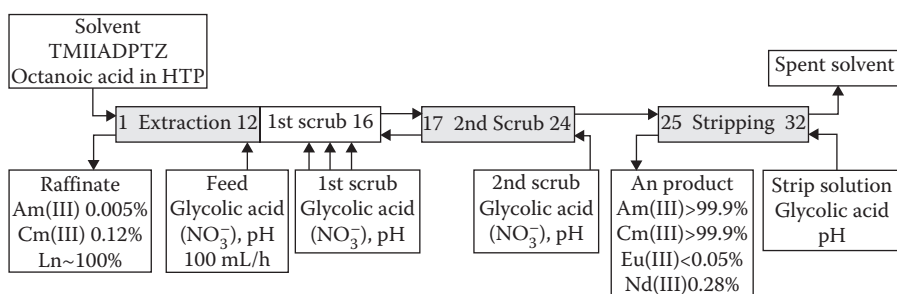 Solvent
TMIIADPTZ
Octanoic acid in HTP
Spent solvent
1 Extraction 12
1st scrub 16
17 2nd Scrub 24
25 Stripping 32
Raffinate
Am(III) 0.005%
Cm(III) 0.12%
Ln~100%
Feed
Glycolic acid
(NO₃⁻), pH
100 mL/h
1st scrub
Glycolic acid
(NO₃⁻), pH
2nd scrub
Glycolic acid
(NO₃⁻), pH
An product
Am(III)>99.9%
Cm(III)>99.9%
Eu(III)<0.05%
Nd(III)0.28%
Strip solution
Glycolic acid
pH